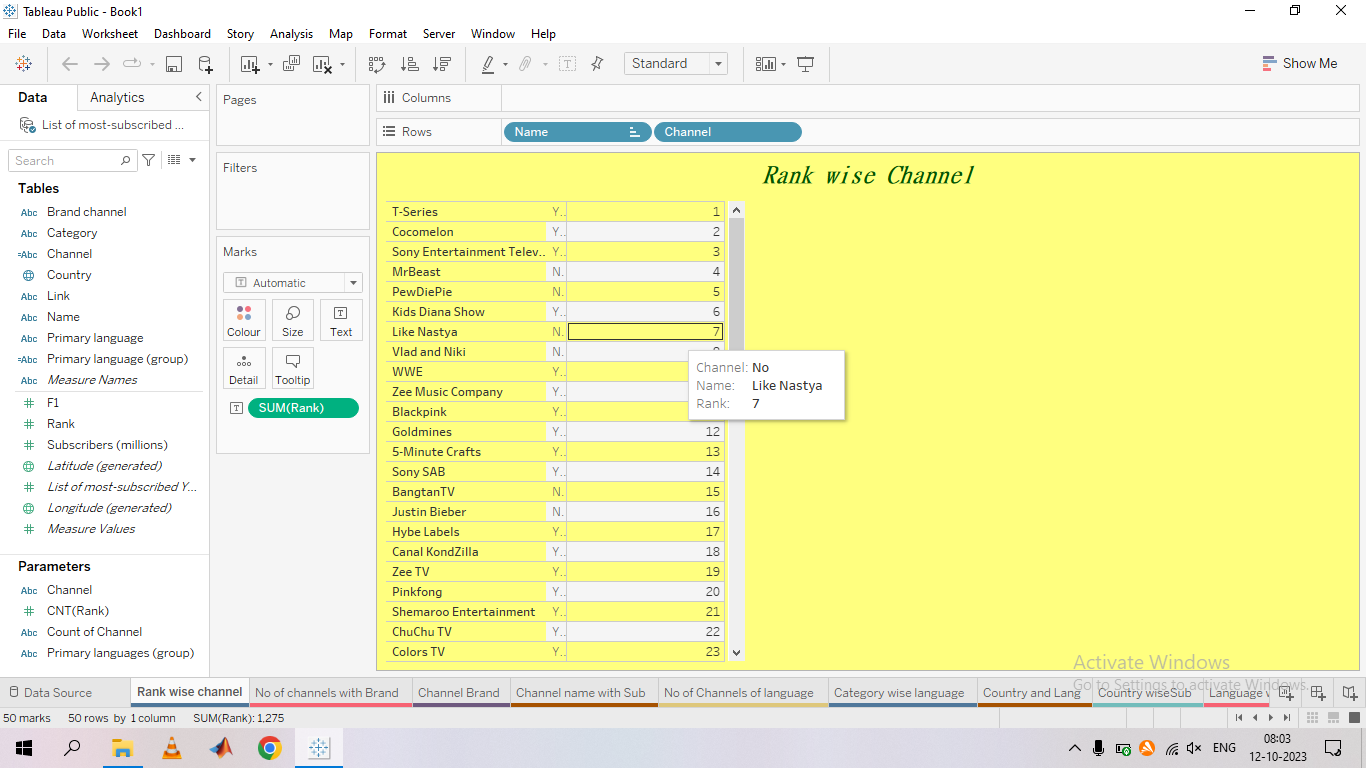 Tableau Public - Book1
File Data Worksheet Dashboard Story Analysis Map Format Server Window Help
Standard
Show Me
Data Analytics
List of most-subscribed ...
Search
Tables
Abc Brand channel
Abc Category
=Abc Channel
Country
Abc Link
Abc Name
Abc Primary language
=Abc Primary language (group)
Abc Measure Names
# F1
# Rank
# Subscribers (millions)
Latitude (generated)
# List of most-subscribed Y...
Longitude (generated)
# Measure Values
Parameters
Abc Channel
# CNT(Rank)
Abc Count of Channel
Abc Primary languages (group)
Pages
Filters
Marks
T Automatic
Colour Size Text
Detail Tooltip
T SUM(Rank)
Columns
Rows Name Channel
Rank wise Channel
T-Series Y.. 1
Cocomelon Y.. 2
Sony Entertainment Telev.. Y.. 3
MrBeast N. 4
PewDiePie N. 5
Kids Diana Show Y.. 6
Like Nastya N. 7
Vlad and Niki N.
WWE Y..
Zee Music Company Y..
Blackpink Y..
Goldmines Y.. 12
5-Minute Crafts Y.. 13
Sony SAB Y.. 14
BangtanTV N. 15
Justin Bieber N. 16
Hybe Labels Y.. 17
Canal KondZilla Y.. 18
Zee TV Y.. 19
Pinkfong Y.. 20
Shemaroo Entertainment Y.. 21
ChuChu TV Y.. 22
Colors TV Y.. 23
Channel: No
Name: Like Nastya
Rank: 7
Activate Windows
Go to Settings to activate Windows.
Data Source Rank wise channel No of channels with Brand Channel Brand Channel name with Sub No of Channels of language Category wise language Country and Lang Country wiseSub Language
50 marks 50 rows by 1 column SUM(Rank): 1,275
ENG
08:03
12-10-2023